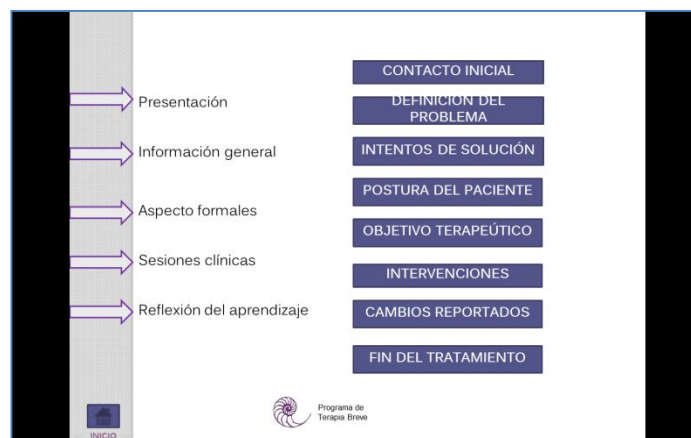 Presentación
Información general
Aspecto formales
Sesiones clínicas
Reflexión del aprendizaje
CONTACTO INICIAL
DEFINICIÓN DEL
PROBLEMA
INTENTOS DE SOLUCIÓN
POSTURA DEL PACIENTE
OBJETIVO TERAPEÚTICO
INTERVENCIONES
CAMBIOS REPORTADOS
FIN DEL TRATAMIENTO
INICIO
Programa de
Terapia Breve